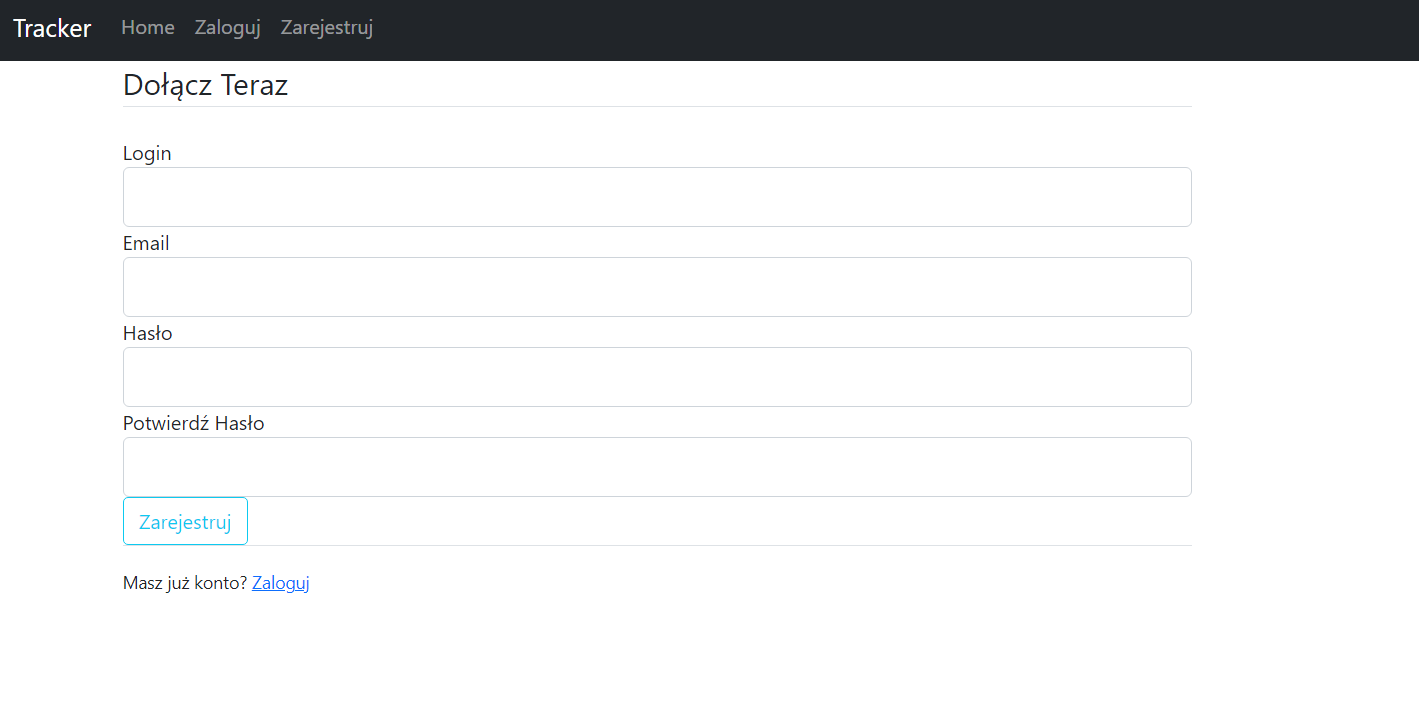 Tracker Home Zaloguj Zarejestruj
Dołącz Teraz
Login
Email
Hasło
Potwierdź Hasło
Zarejestruj
Masz już konto? Zaloguj